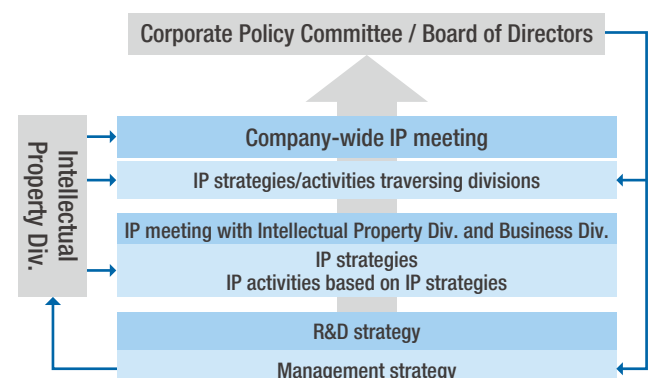 Corporate Policy Committee / Board of Directors
Intellectual
Property Div.
Company-wide IP meeting
IP strategies/activities traversing divisions
IP meeting with Intellectual Property Div. and Business Div.
IP strategies
IP activities based on IP strategies
R&D strategy
Management strategy